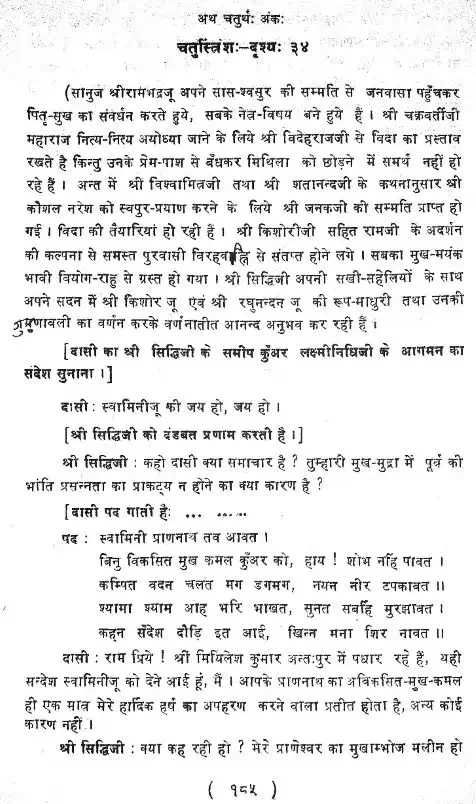 अथ चतुर्थः अंकः
चतुस्त्रिंशः-दृश्यः ३४
(सानुज श्रीरामभद्रजू अपने सास-श्वसुर की सम्मति से जनवासा पहुँचकर
पितृ-सुख का संवर्धन करते हुये, सबके नेत्र-विषय बने हुये हैं । श्री चक्रवर्तीजी
महाराज नित्य-नित्य अयोध्या जाने के लिये श्री विदेहराजजी से विदा का प्रस्ताव
रखते है किन्तु उनके प्रेम-पाश से बँधकर मिथिला को छोड़ने में समर्थ नहीं हो
रहे हैं । अन्त में श्री विश्वामित्रजी तथा श्री शतानन्दजी के कथनानुसार श्री
कौशल नरेश को स्वपुर-प्रयाण करने के लिये श्री जनकजी की सम्मति प्राप्त हो
गई । विदा की तैयारियां हो रही हैं । श्री किशोरीजी सहित रामजी के अदर्शन
की कल्पना से समस्त पुरवासी विरहवह्नि से संतप्त होने लगे । सबका मुख-मयंक
भावी वियोग-राहु से ग्रस्त हो गया । श्री सिद्धिजी अपनी सखी-सहेलियों के साथ
अपने सदन में श्री किशोर जू एवं श्री रघुनन्दन जू की रूप-माधुरी तथा उनकी
गुणावली का वर्णन करके वर्णनातीत आनन्द अनुभव कर रही हैं ।
[दासी का श्री सिद्धिजी के समीप कुँअर लक्ष्मीनिधिजी के आगमन का
संदेश सुनाना ।]
दासी : स्वामिनीजू की जय हो, जय हो ।
[श्री सिद्धिजी को दंडवत प्रणाम करती है ।]
श्री सिद्धिजी : कहो दासी क्या समाचार है ? तुम्हारी मुख-मुद्रा में पूर्व की
भांति प्रसन्नता का प्राकट्य न होने का क्या कारण है ?
[दासी पद गाती हैः ... ... ...
पद : स्वामिनी प्राणनाथ तव आवत ।
बिनु विकसित मुख कमल कुँअर को, हाय ! शोभ नहिं पावत ।
कम्पित वदन चलत मग डगमग, नयन नीर टपकावत ॥
श्यामा श्याम आह भरि भाखत, सुनत सबहिं मुरझावत ।
कहन सँदेश दौड़ि इत आई, खिन्न मना शिर नावत ॥
दासी : राम प्रिये ! श्री मिथिलेश कुमार अन्तःपुर में पधार रहे हैं, यही
सन्देश स्वामिनीजू को देने आई हूं, मैं । आपके प्राणनाथ का अविकसित-मुख-कमल
ही एक मात्र मेरे हार्दिक हर्ष का अपहरण करने वाला प्रतीत होता है, अन्य कोई
कारण नहीं ।
श्री सिद्धिजी : क्या कह रही हो ? मेरे प्राणेश्वर का मुखाम्भोज मलीन हो
( १८५ )